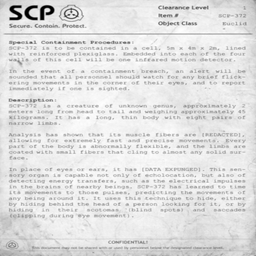 SCP
Secure. Contain. Protect.
Clearance Level
Item # SCP-372
Object Class Euclid
Special Containment Procedures:
SCP-372 is to be contained in a cell, 5m x 4m x 2m, lined
with reinforced plexiglass. Embedded into each of the four
walls of this cell will be one infrared motion detector.
In the event of a containment breach, an alert will be
sounded that all personnel should watch for any brief flick-
ing movements in the corner of their eyes, and to report
immediately if one is sighted.
Description:
SCP-372 is a creature of unknown genus, approximately 2
meters long from head to tail and weighing approximately 45
kilograms. It has a long, thin body with eight pairs of
narrow limbs.
Analysis has shown that its muscle fibers are [REDACTED],
allowing for extremely fast and precise movements. Every
part of the body is abnormally flexible, and the limbs are
coated with small fibers that cling to almost any solid sur-
face.
In place of eyes or ears, it has [DATA EXPUNGED]. This sen-
sory organ is capable not only of echolocation, but also of
detecting energy transfers, such as the electrical impulses
in the brains of nearby beings. SCP-372 has learned to time
its movements to those pulses, predicting the movements of
any being around it. It uses this technique to hide, either
by hiding behind the head of a person looking for it, or by
hiding in their scotomas (blind spots) and saccades
(clipping during eye movement).
CONFIDENTIAL!